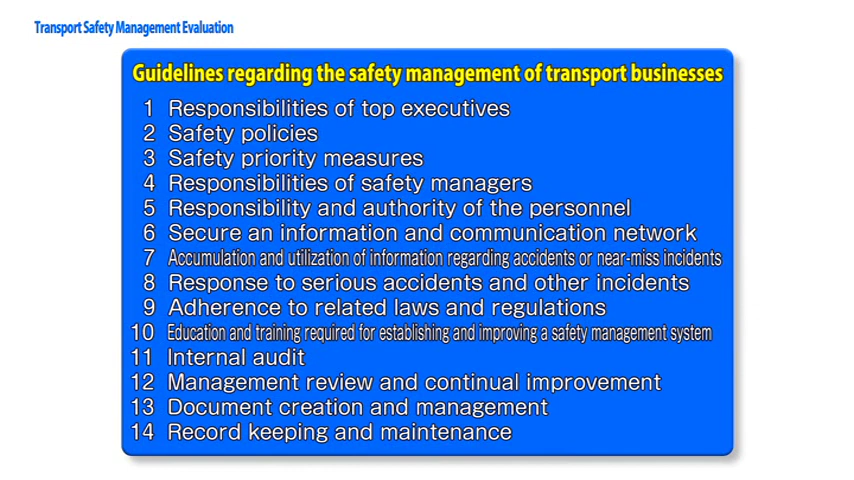 Transport Safety Management Evaluation
Guidelines regarding the safety management of transport businesses
1 Responsibilities of top executives
2 Safety policies
3 Safety priority measures
4 Responsibilities of safety managers
5 Responsibility and authority of the personnel
6 Secure an information and communication network
7 Accumulation and utilization of information regarding accidents or near-miss incidents
8 Response to serious accidents and other incidents
9 Adherence to related laws and regulations
10 Education and training required for establishing and improving a safety management system
11 Internal audit
12 Management review and continual improvement
13 Document creation and management
14 Record keeping and maintenance